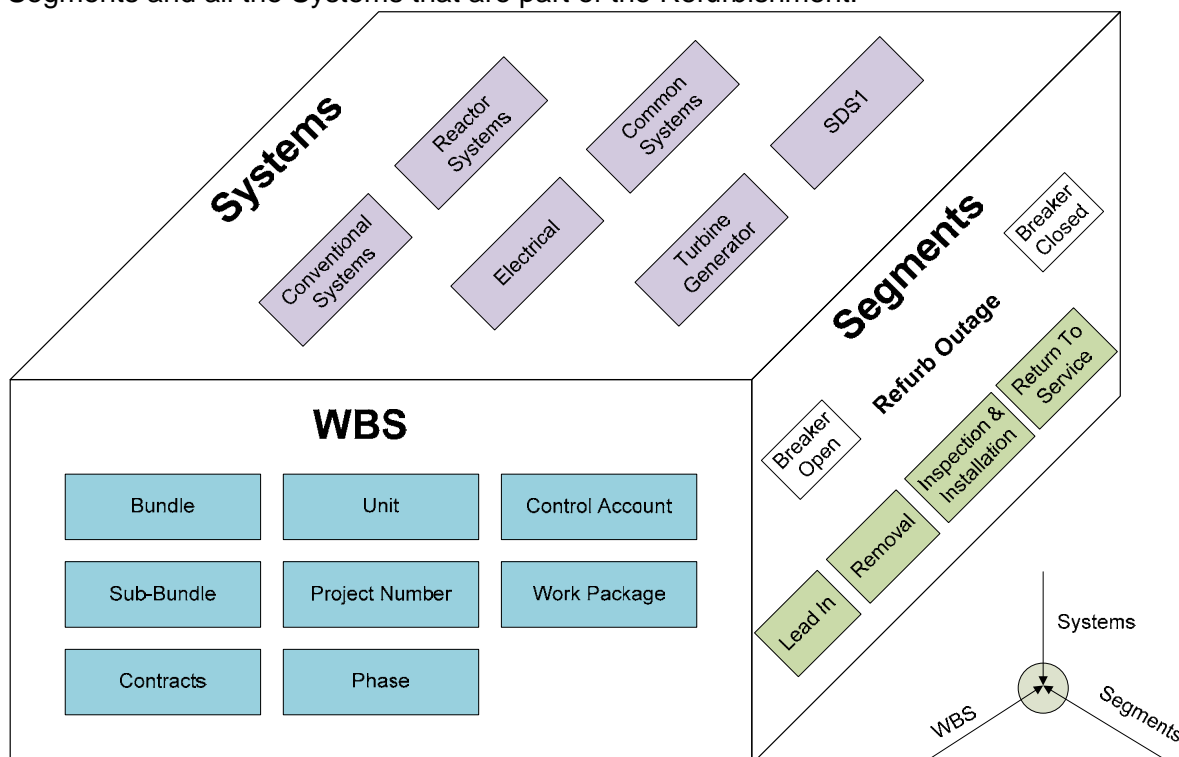 Segments and all the Systems that are part of the Refurbishment.
Systems
Reactor
Systems
Common
Systems
SDS1
Conventional
Systems
Electrical
Turbine
Generator
Segments
Breaker
Closed
Refurb Outage
Breaker
Open
Return To
Service
Inspection &
Installation
Removal
Lead In
WBS
Bundle
Unit
Control Account
Sub-Bundle
Project Number
Work Package
Contracts
Phase
Systems
WBS
Segments